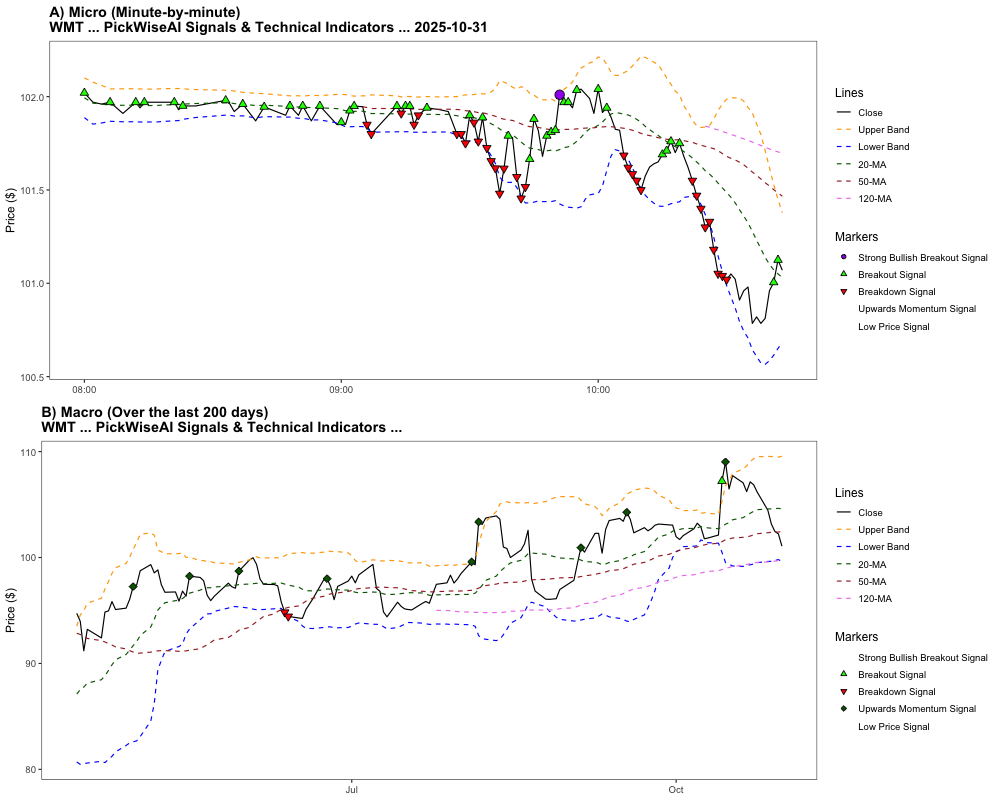 A) Micro (Minute-by-minute)
WMT ... PickWiseAI Signals & Technical Indicators ... 2025-10-31
Price ($)
102.0
101.5
101.0
100.5
08:00
09:00
10:00
Lines
Close
Upper Band
Lower Band
20-MA
50-MA
120-MA
Markers
Strong Bullish Breakout Signal
Breakout Signal
Breakdown Signal
Upwards Momentum Signal
Low Price Signal
B) Macro (Over the last 200 days)
WMT ... PickWiseAI Signals & Technical Indicators ...
Price ($)
110
100
90
80
Jul
Oct
Lines
Close
Upper Band
Lower Band
20-MA
50-MA
120-MA
Markers
Strong Bullish Breakout Signal
Breakout Signal
Breakdown Signal
Upwards Momentum Signal
Low Price Signal